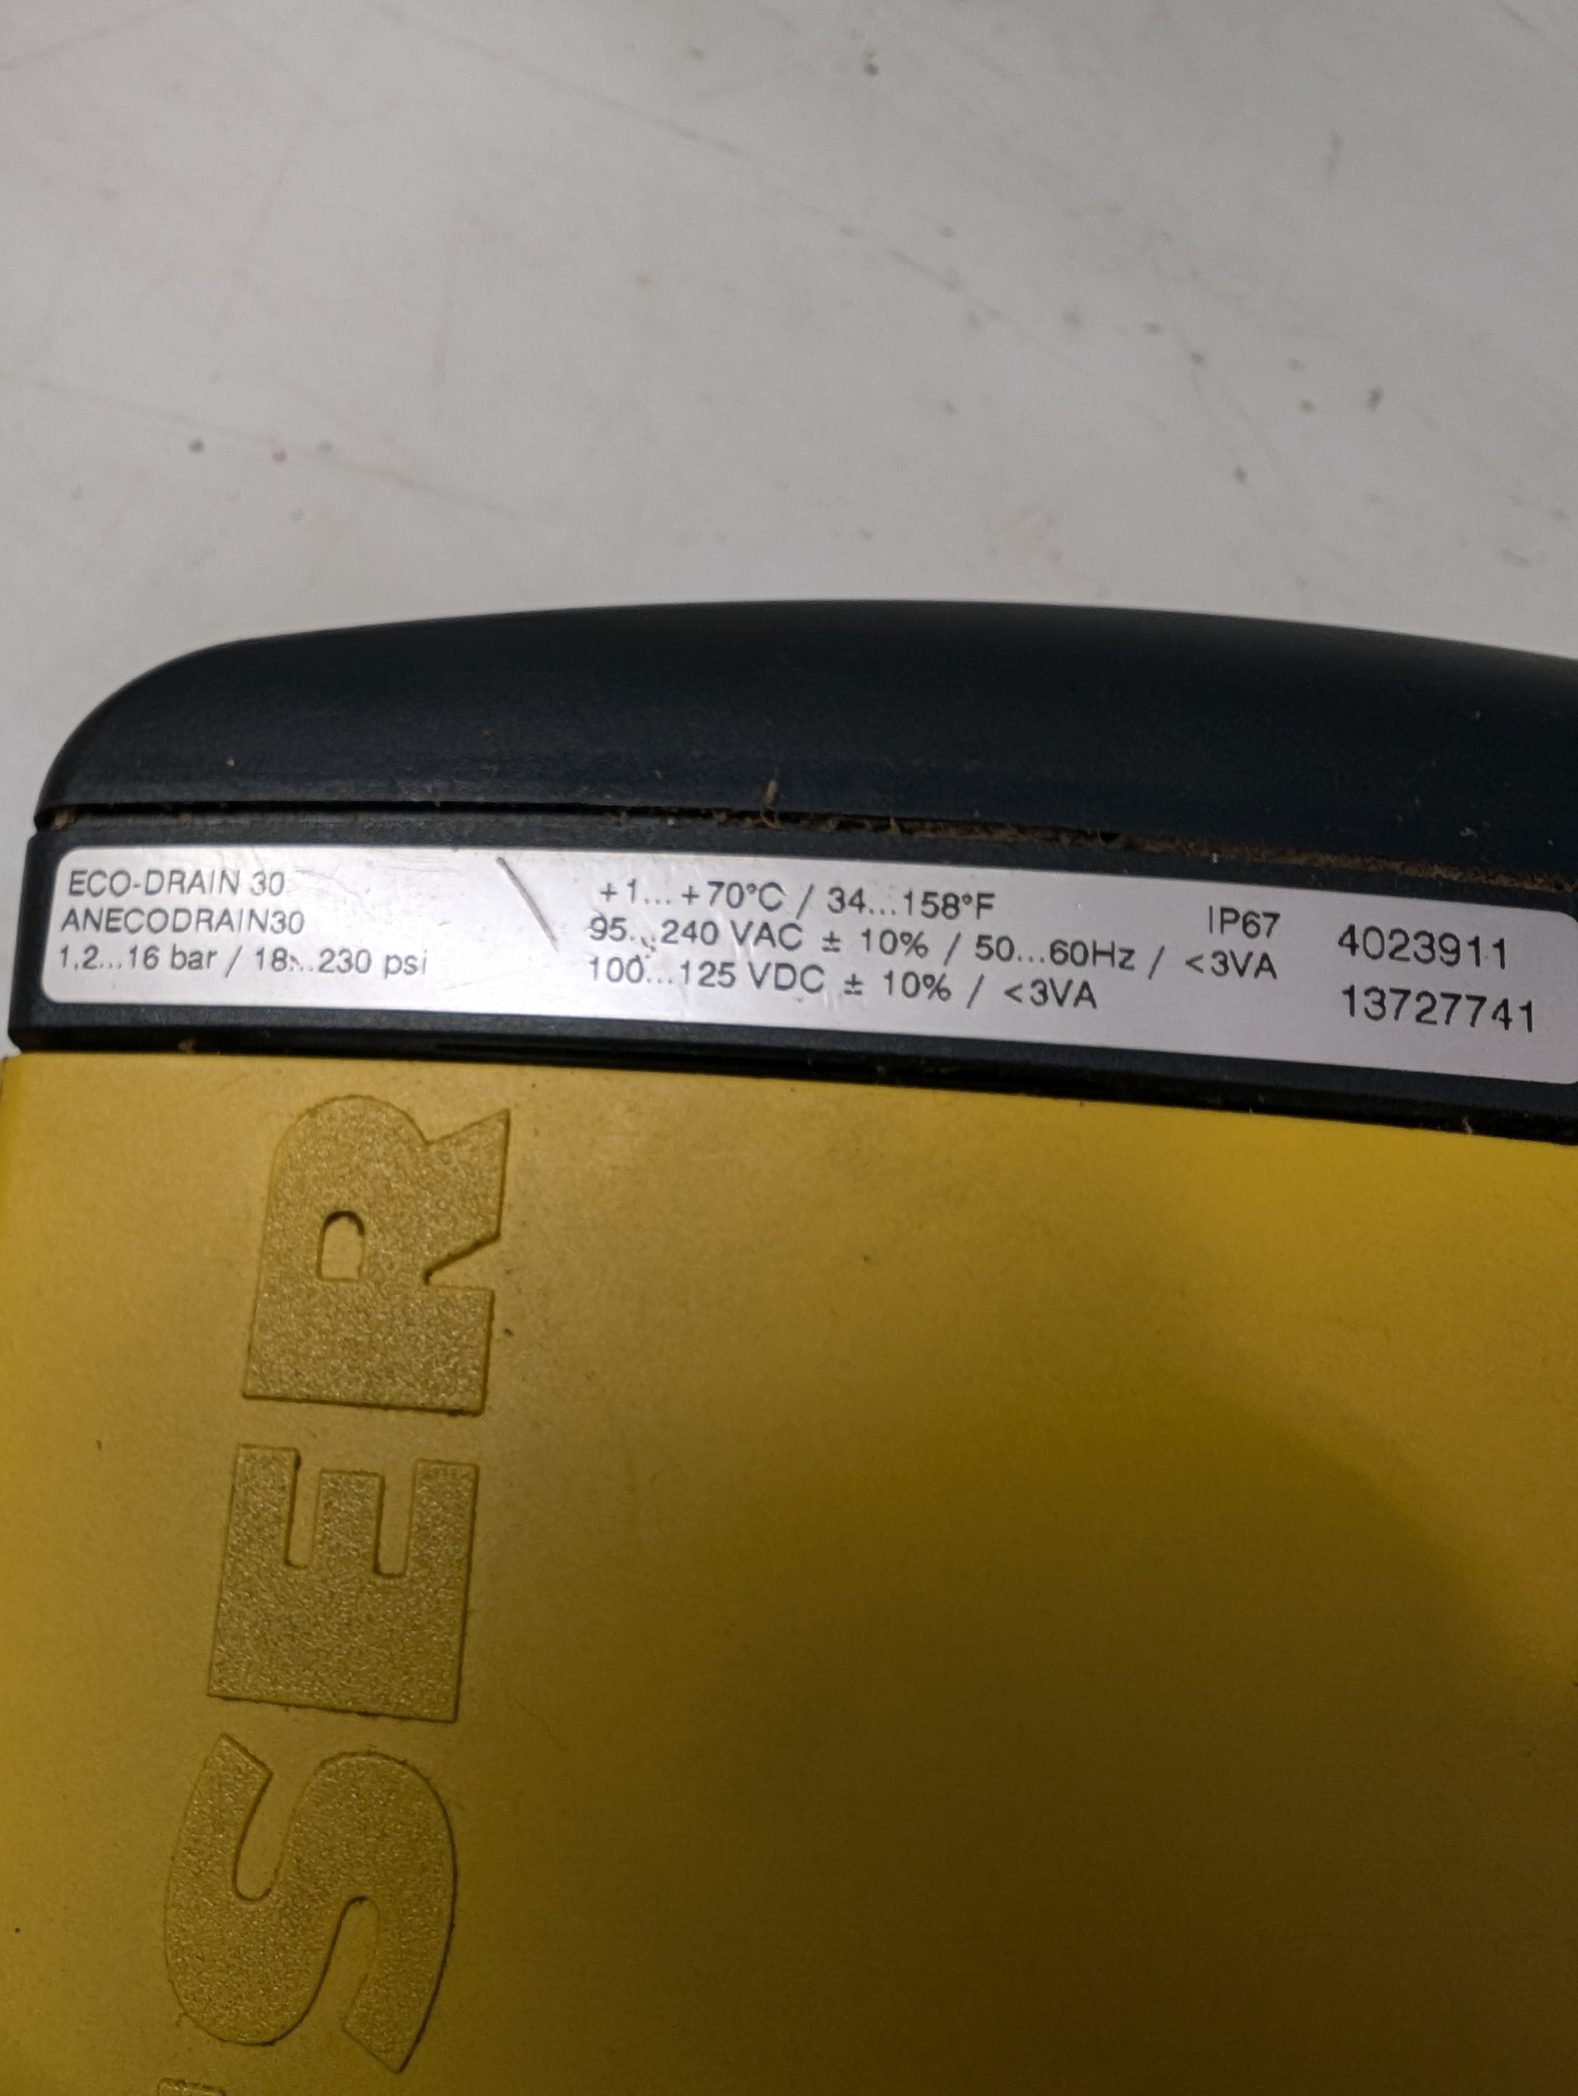 ECO-DRAIN 30
ANECODRAIN30
1,2...16 bar / 18...230 psi
+1...+70°C / 34...158°F
95...240 VAC ± 10% / 50...60Hz / <3VA
100...125 VDC ± 10% / <3VA
IP67
4023911
13727741
SER